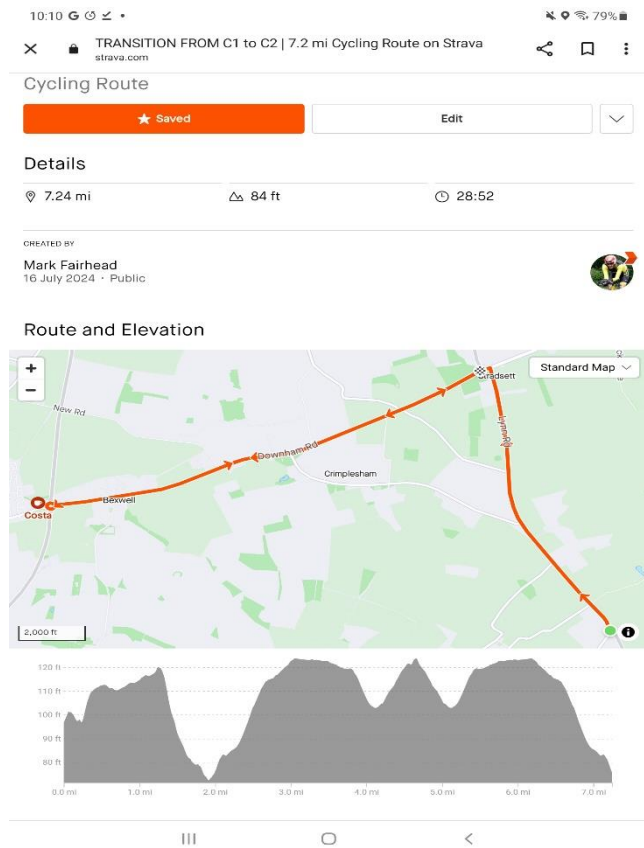 10:10 G
79%
TRANSITION FROM C1 to C2 | 7.2 mi Cycling Route on Strava
strava.com
Cycling Route
Saved
Edit
Details
7.24 mi
84 ft
28:52
CREATED BY
Mark Fairhead
16 July 2024 · Public
Route and Elevation
+
−
Standard Map
New Rd
Downham Rd
Lynn Rd
Crimplesham
Bexwell
Costa
2,000 ft
120 ft
110 ft
100 ft
90 ft
80 ft
0.0 mi 1.0 mi 2.0 mi 3.0 mi 4.0 mi 5.0 mi 6.0 mi 7.0 mi